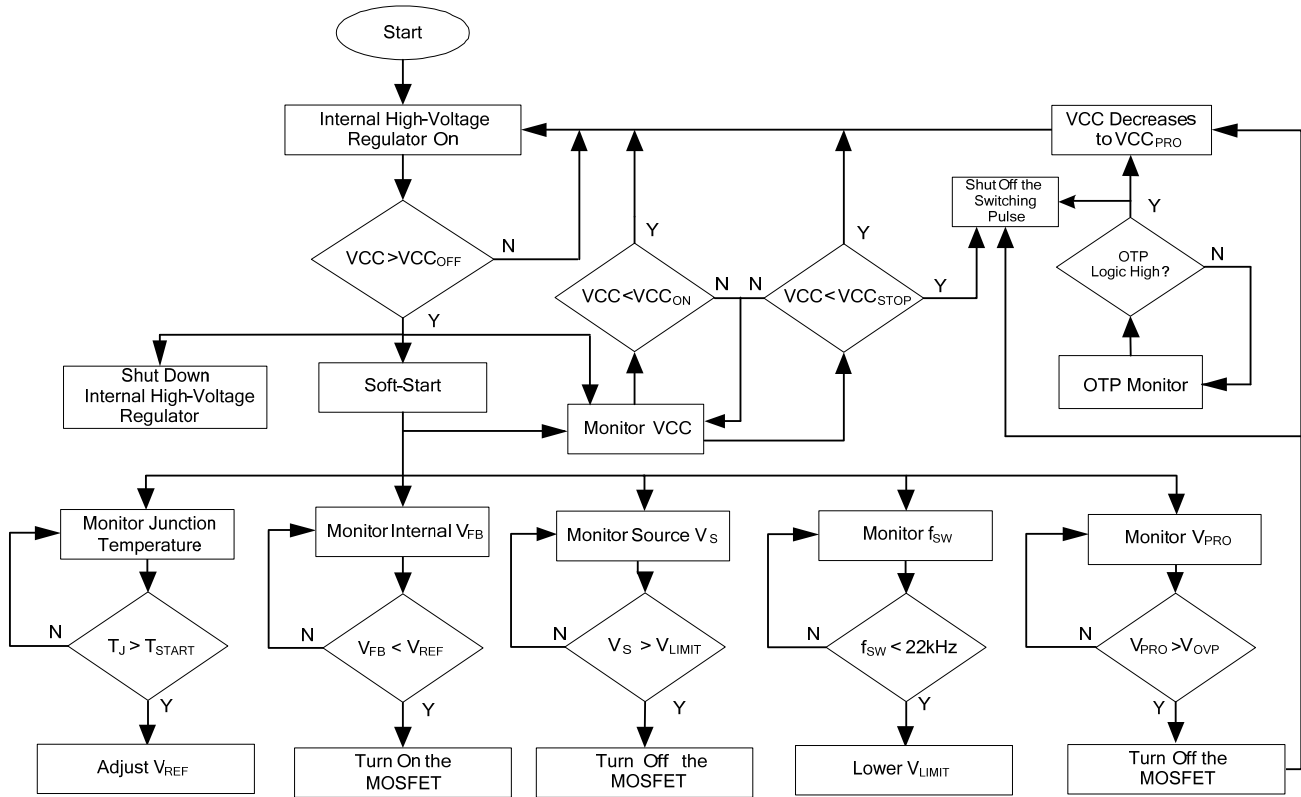 Start
Internal High-Voltage
Regulator On
VCC Decreases
to VCCPRO
Shut Off the
Switching
Pulse
Y
OTP
Logic High?
N
VCC>VCCOFF
N
Y
Y
VCC<VCCON
N
N
Y
VCC<VCCSTOP
Y
Shut Down
Internal High-Voltage
Regulator
Soft-Start
Monitor VCC
OTP Monitor
Monitor Junction
Temperature
Monitor Internal VFB
Monitor Source VS
Monitor fSW
Monitor VPRO
N
TJ > TSTART
Y
N
VFB < VREF
Y
N
VS > VLIMIT
Y
N
fSW < 22kHz
Y
N
VPRO >VOVP
Y
Adjust VREF
Turn On the
MOSFET
Turn Off the
MOSFET
Lower VLIMIT
Turn Off the
MOSFET